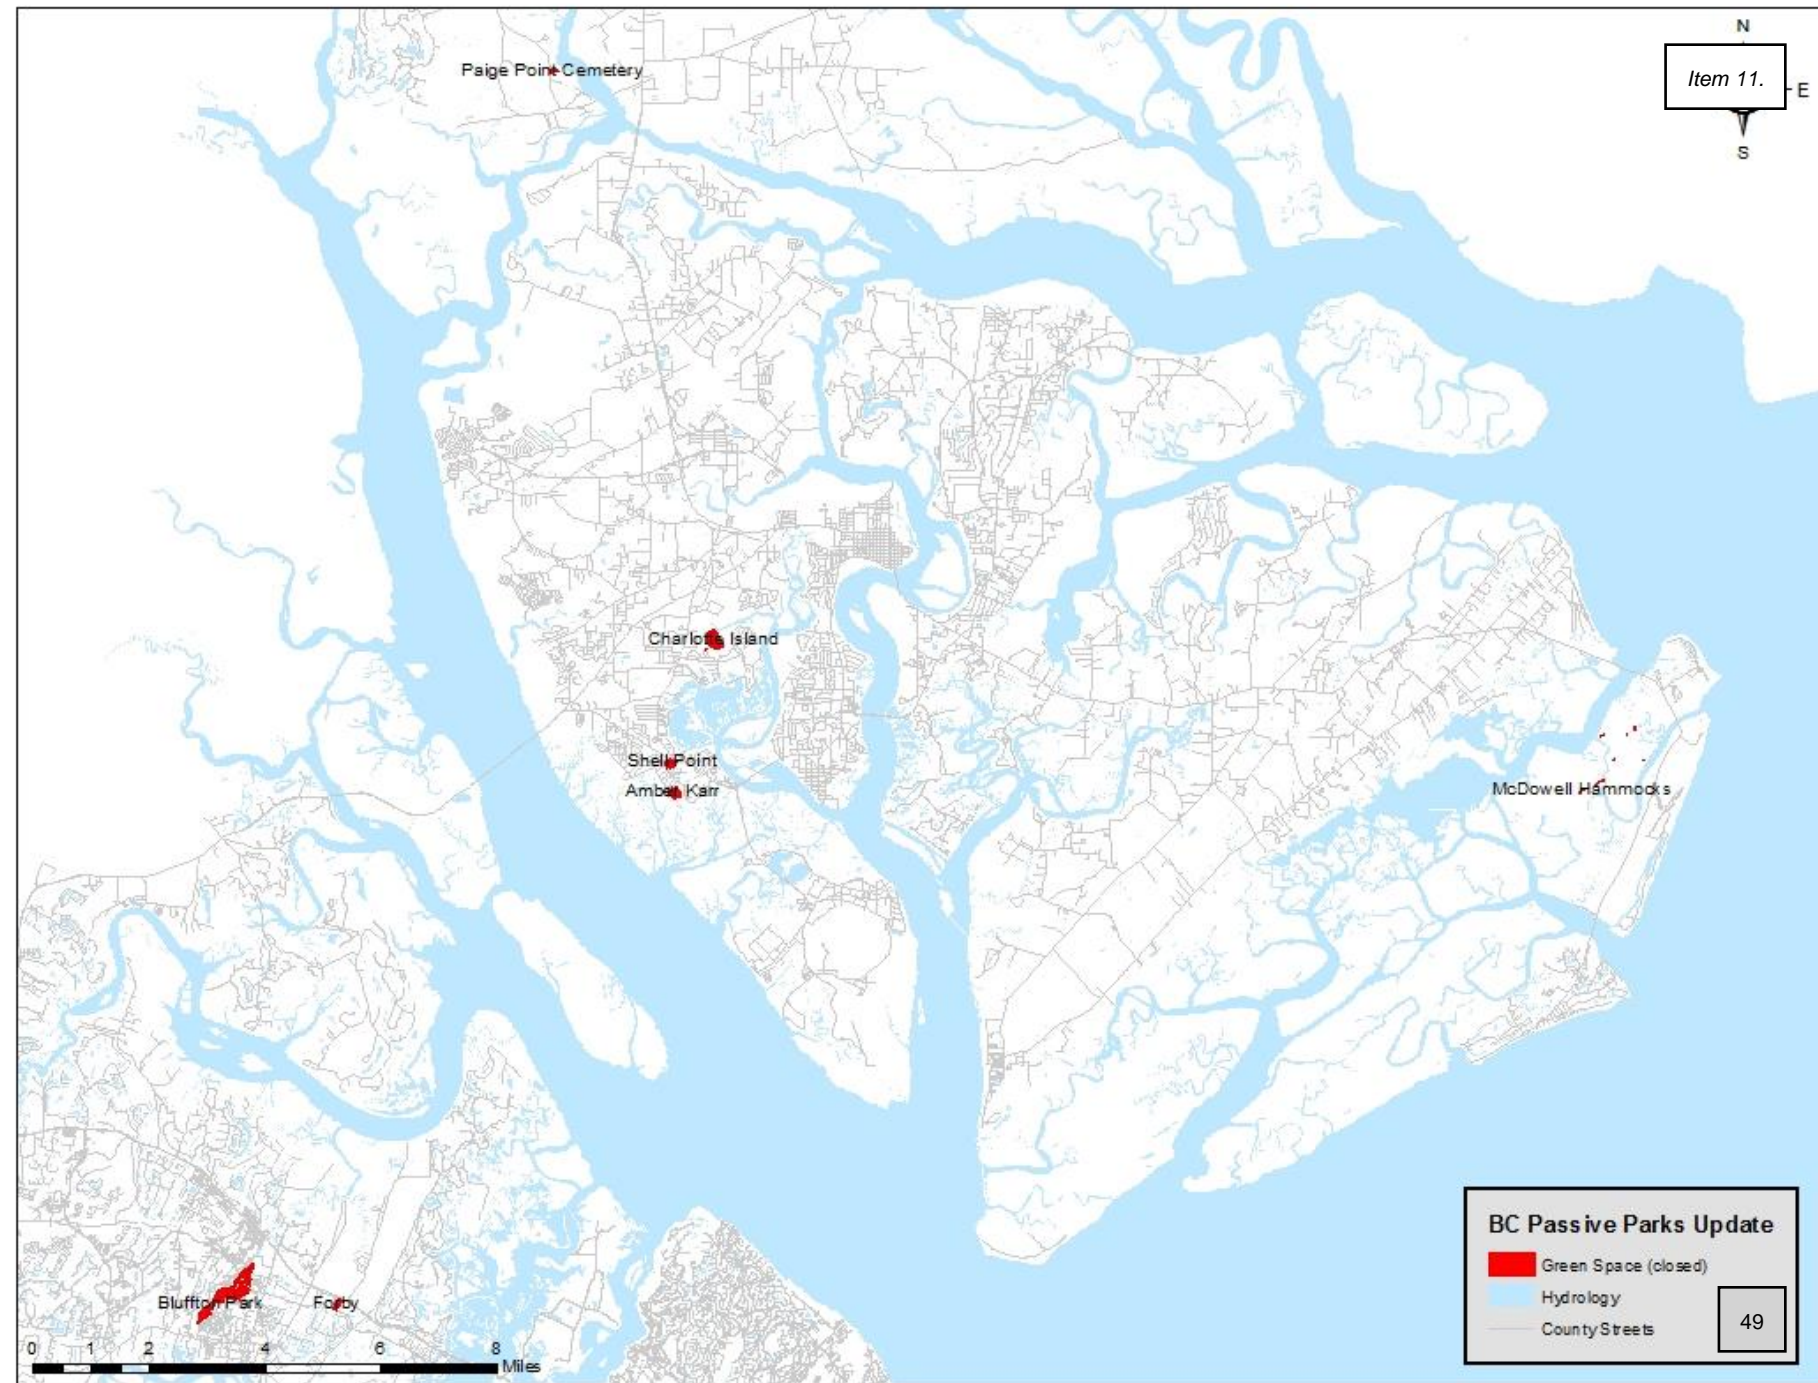 N
Item 11.
E
S
Paige Point Cemetery
Charlotte Island
Shell Point
Amber Karr
McDowell Hammocks
Bluffton Park
Forby
0 1 2 4 6 8
Miles
BC Passive Parks Update
Green Space (closed)
Hydrology
County Streets
49